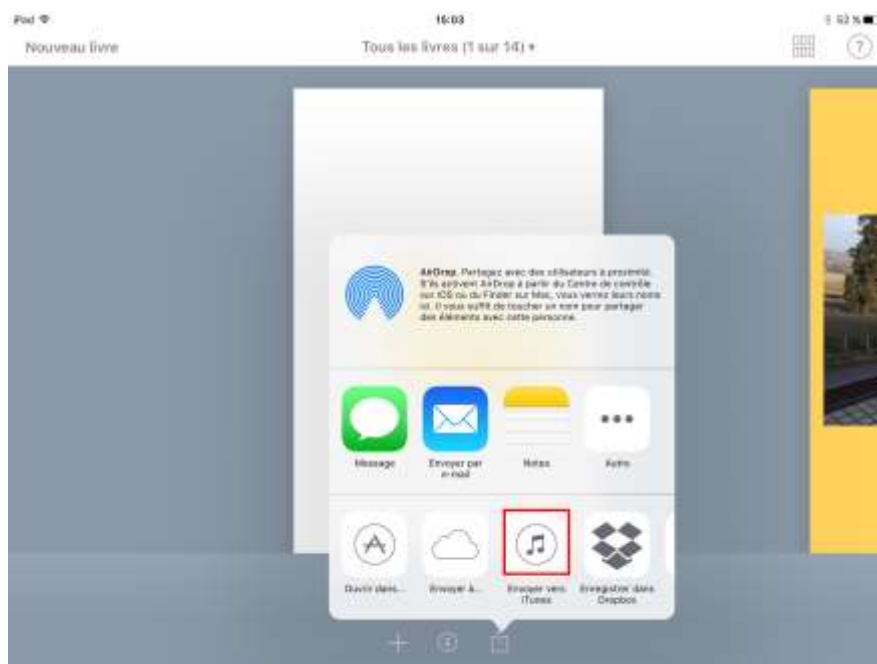 iPad
16:03
52 %
Nouveau livre
Tous les livres (1 sur 14)
?
AirDrop. Partagez avec des utilisateurs à proximité.
S'ils activent AirDrop à partir du Centre de contrôle
sur iOS ou du Finder sur Mac, vous verrez leurs noms
ici. Il vous suffit de toucher un nom pour partager
des éléments avec cette personne.
Message
Envoyer par
e-mail
Notes
Autre
Ouvrir dans...
Envoyer à...
Envoyer vers
iTunes
Enregistrer dans
Dropbox